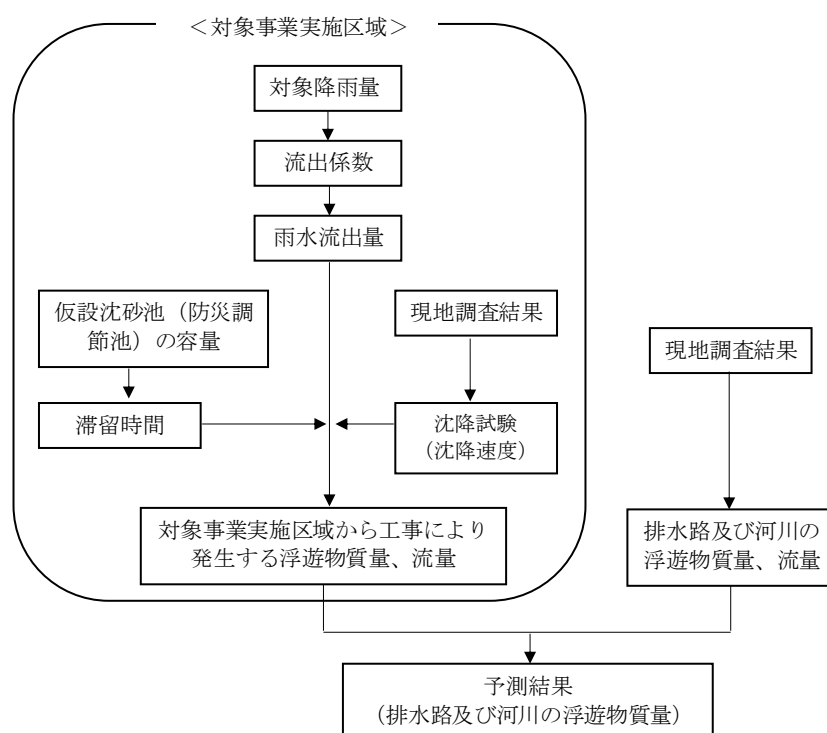 ＜対象事業実施区域＞
対象降雨量
流出係数
雨水流出量
仮設沈砂池（防災調
節池）の容量
現地調査結果
現地調査結果
滞留時間
沈降試験
（沈降速度）
対象事業実施区域から工事により
発生する浮遊物質量、流量
排水路及び河川の
浮遊物質量、流量
予測結果
（排水路及び河川の浮遊物質量）